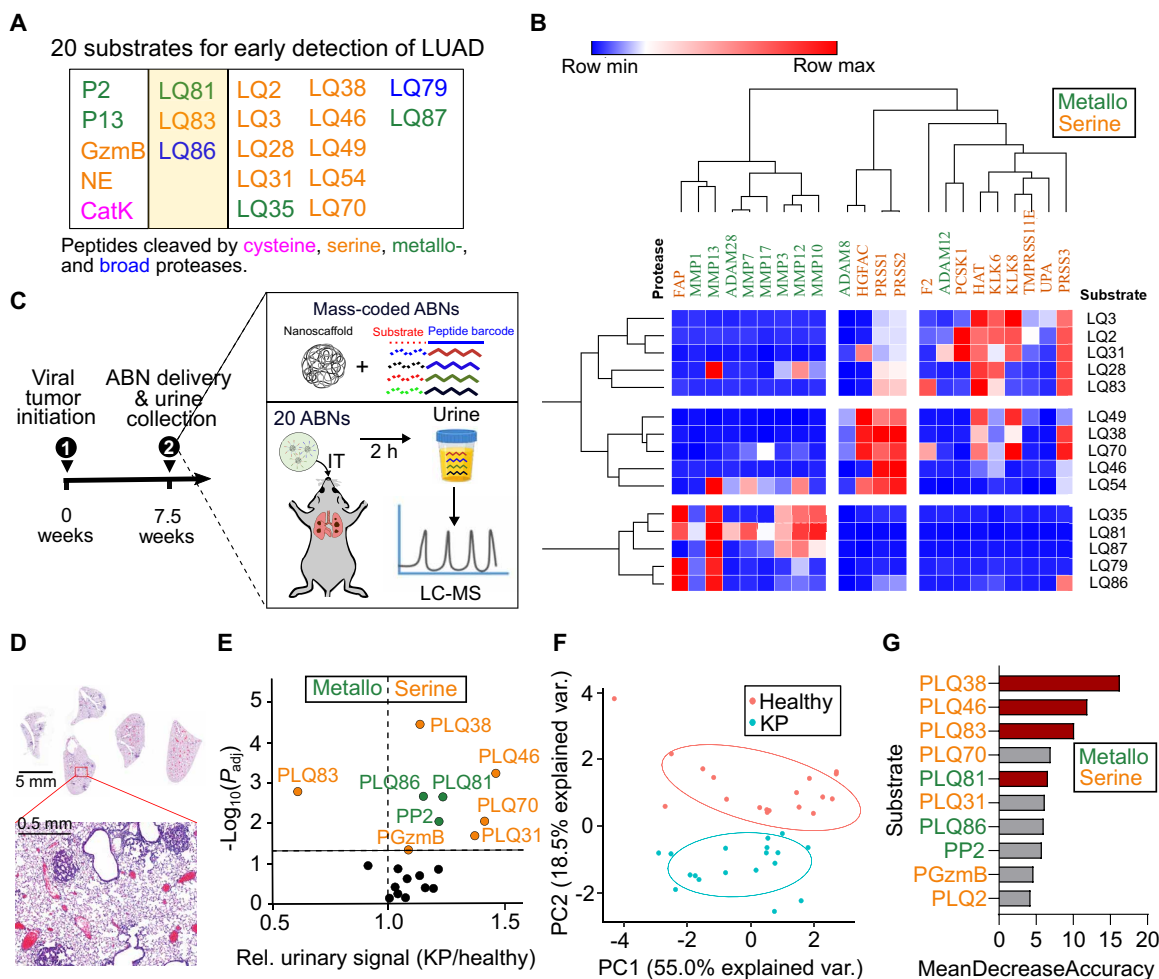 A
20 substrates for early detection of LUAD
P2 LQ81 LQ2 LQ38 LQ79
P13 LQ83 LQ3 LQ46 LQ87
GzmB LQ86 LQ28 LQ49
NE LQ31 LQ54
CatK LQ35 LQ70
Peptides cleaved by cysteine, serine, metallo-,
and broad proteases.
B
Row min Row max
Metallo
Serine
Protease
FAP
MMP1
MMP13
ADAM28
MMP7
MMP17
MMP3
MMP12
MMP10
ADAM8
HGFAC
PRSS1
PRSS2
F2
ADAM12
PCSK1
HAT
KLK6
KLK8
TMPRSS11E
UPA
PRSS3
Substrate
LQ3
LQ2
LQ31
LQ28
LQ83
LQ49
LQ38
LQ70
LQ46
LQ54
LQ35
LQ81
LQ87
LQ79
LQ86
C
Viral
tumor
initiation
ABN delivery
& urine
collection
1
2
0
weeks
7.5
weeks
Mass-coded ABNs
Nanoscaffold
Substrate Peptide barcode
+
20 ABNs
IT
2 h
Urine
LC-MS
D
5 mm
0.5 mm
E
Metallo Serine
-Log10(Padj)
5
4
3
2
1
0
PLQ38
PLQ46
PLQ83
PLQ86 PLQ81
PP2
PLQ70
PGzmB
PLQ31
0.5 1.0 1.5
Rel. urinary signal (KP/healthy)
F
Healthy
KP
PC2 (18.5% explained var.)
4
2
0
-2
-4 -2 0 2
PC1 (55.0% explained var.)
G
Substrate
PLQ38
PLQ46
PLQ83
PLQ70
PLQ81
PLQ31
PLQ86
PP2
PGzmB
PLQ2
Metallo
Serine
0 5 10 15 20
MeanDecreaseAccuracy